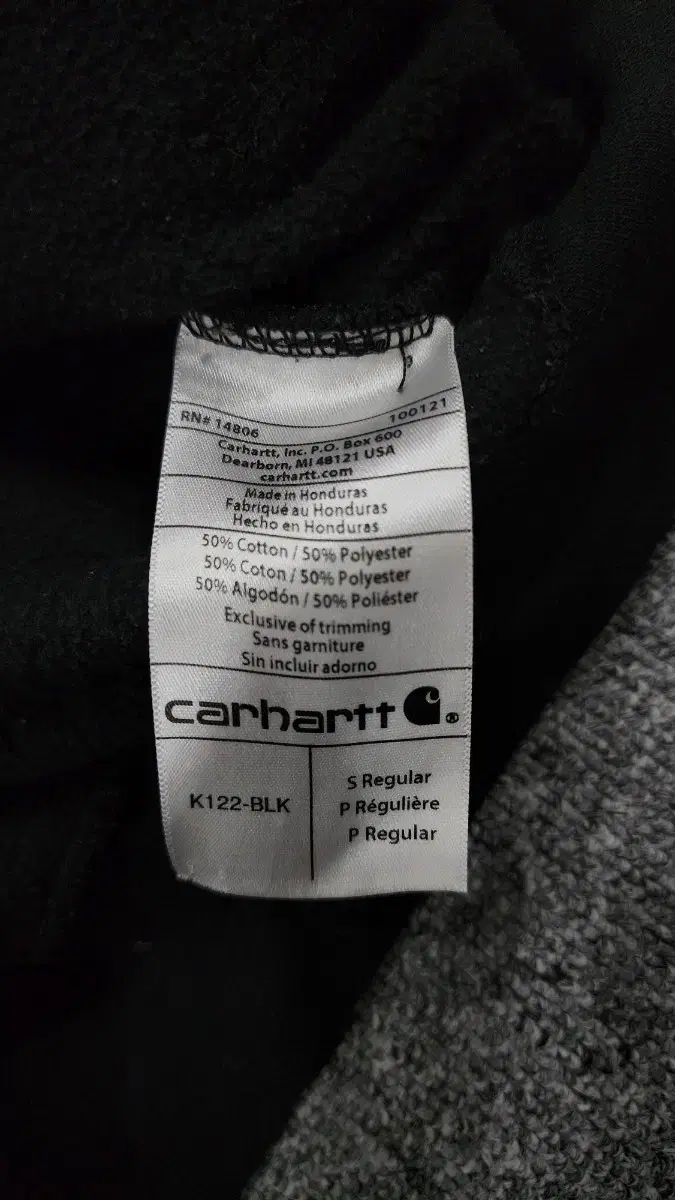 RN# 14806 100121
Carhartt, Inc. P.O. Box 600
Dearborn, MI 48121 USA
carhartt.com
Made in Honduras
Fabriqué au Honduras
Hecho en Honduras
50% Cotton / 50% Polyester
50% Coton / 50% Polyester
50% Algodón / 50% Poliéster
Exclusive of trimming
Sans garniture
Sin incluir adorno
carhartt ®
K122-BLK
S Regular
P Régulière
P Regular